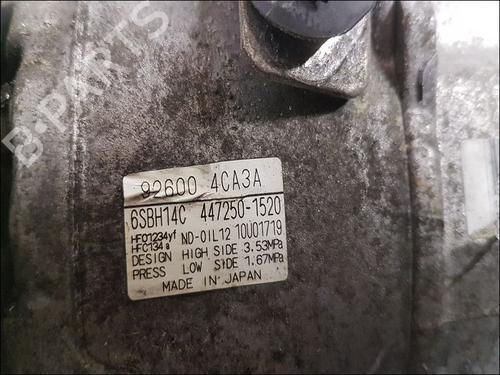 B-PARTS
92600 4CA3A
6SBH14C 447250-1520
HFO1234yf ND-OIL12 10U01719
HFC134a
DESIGN HIGH SIDE 3.53MPa
PRESS LOW SIDE 1.67MPa
MADE IN JAPAN